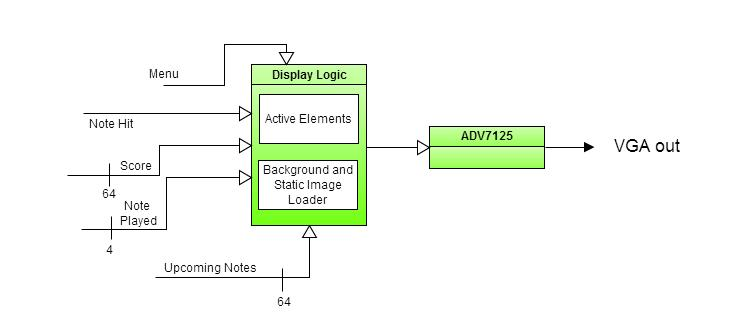 Menu
Display Logic
Active Elements
Note Hit
ADV7125
VGA out
Score
64
Background and
Static Image
Loader
Note
Played
4
Upcoming Notes
64